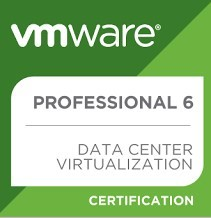 vmware®
PROFESSIONAL 6
DATA CENTER
VIRTUALIZATION
CERTIFICATION